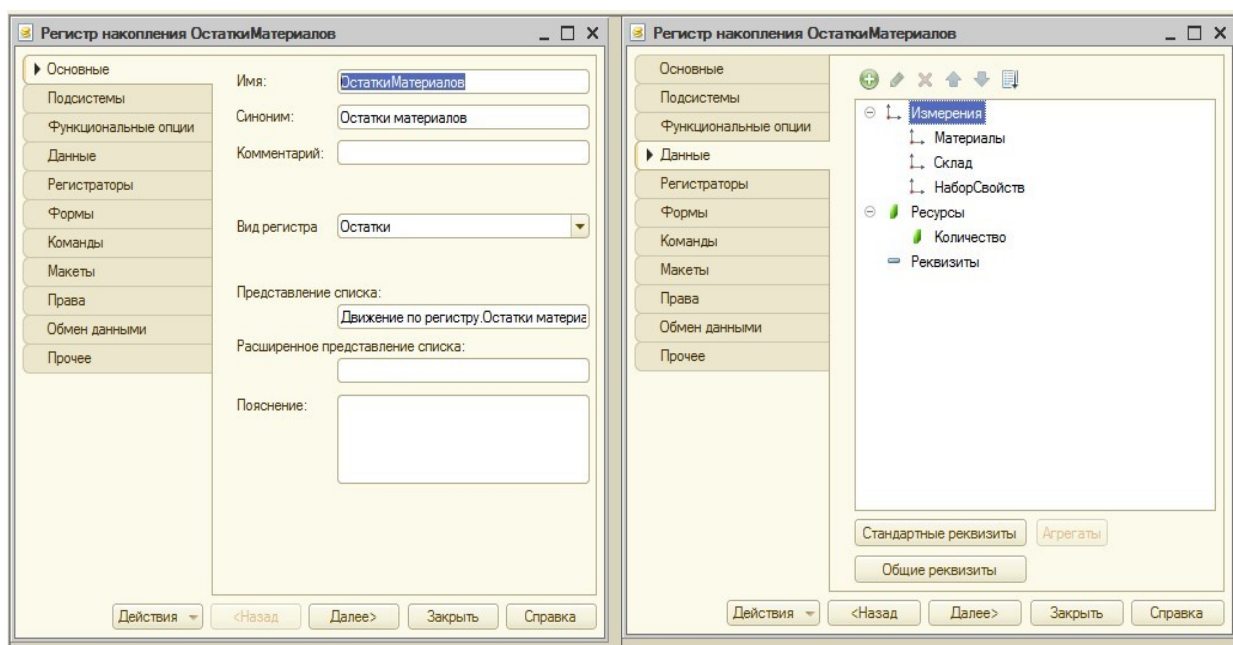 Регистр накопления ОстаткиМатериалов
Основные
Подсистемы
Функциональные опции
Данные
Регистраторы
Формы
Команды
Макеты
Права
Обмен данными
Прочее
Имя: ОстаткиМатериалов
Синоним: Остатки материалов
Комментарий:
Вид регистра Остатки
Представление списка:
Движение по регистру.Остатки материа
Расширенное представление списка:
Пояснение:
Действия <Назад Далее> Закрыть Справка
Регистр накопления ОстаткиМатериалов
Основные
Подсистемы
Функциональные опции
Данные
Регистраторы
Формы
Команды
Макеты
Права
Обмен данными
Прочее
Измерения
Материалы
Склад
НаборСвойств
Ресурсы
Количество
Реквизиты
Стандартные реквизиты Агрегаты
Общие реквизиты
Действия <Назад Далее> Закрыть Справка